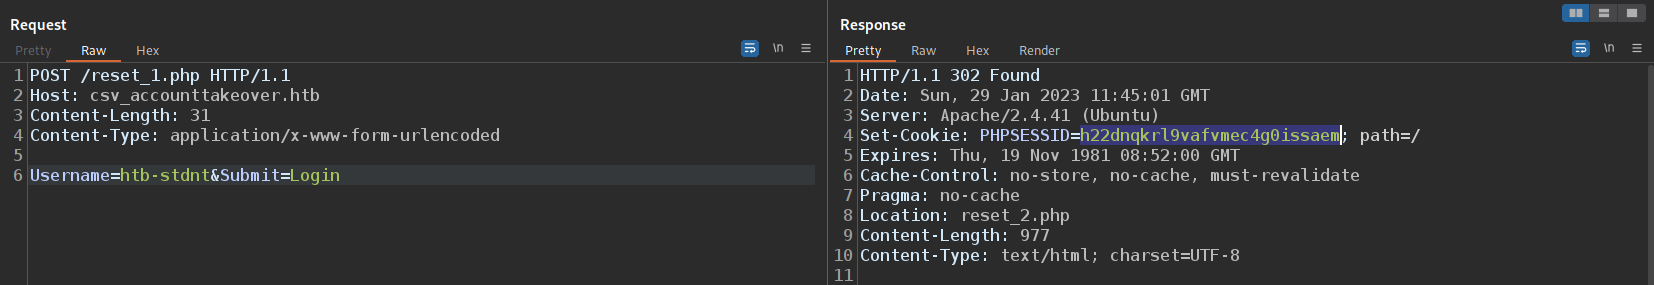 Request
Pretty Raw Hex \n
1 POST /reset_1.php HTTP/1.1
2 Host: csv_accounttakeover.htb
3 Content-Length: 31
4 Content-Type: application/x-www-form-urlencoded
5
6 Username=htb-stdnt&Submit=Login
Response
Pretty Raw Hex Render \n
1 HTTP/1.1 302 Found
2 Date: Sun, 29 Jan 2023 11:45:01 GMT
3 Server: Apache/2.4.41 (Ubuntu)
4 Set-Cookie: PHPSESSID=h22dnqkrl9vafvmec4g0issaem; path=/
5 Expires: Thu, 19 Nov 1981 08:52:00 GMT
6 Cache-Control: no-store, no-cache, must-revalidate
7 Pragma: no-cache
8 Location: reset_2.php
9 Content-Length: 977
10 Content-Type: text/html; charset=UTF-8
11